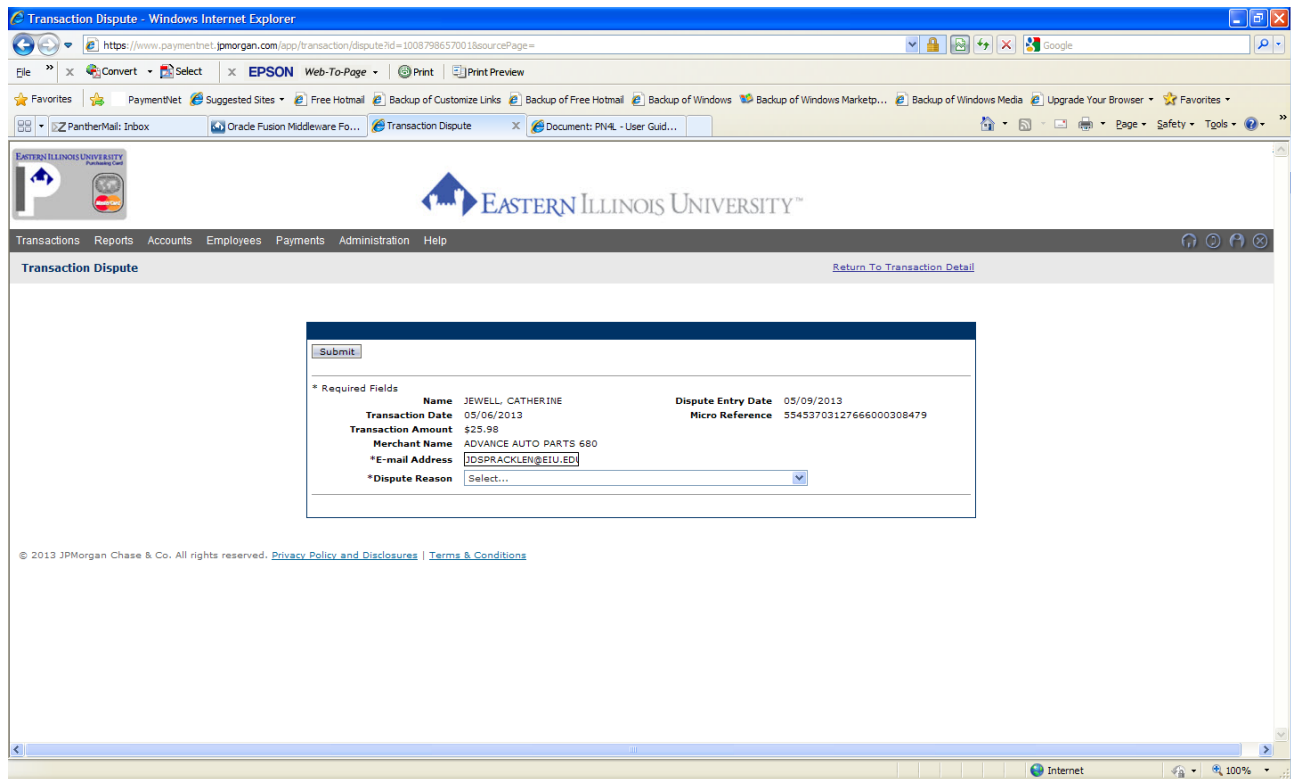 Transaction Dispute - Windows Internet Explorer
https://www.paymentnet.jpmorgan.com/app/transaction/dispute?id=1008798657001&sourcePage=
Google
File » x Convert Select x EPSON Web-To-Page Print Print Preview
Favorites PaymentNet Suggested Sites Free Hotmail Backup of Customize Links Backup of Free Hotmail Backup of Windows Backup of Windows Marketp... Backup of Windows Media Upgrade Your Browser Favorites
PantherMail: Inbox Oracle Fusion Middleware Fo... Transaction Dispute X Document: PN4L - User Guid... Page Safety Tools »
EASTERN ILLINOIS UNIVERSITY
Purchasing Card
MasterCard
EASTERN ILLINOIS UNIVERSITY™
Transactions Reports Accounts Employees Payments Administration Help
Transaction Dispute Return To Transaction Detail
Submit
* Required Fields
Name JEWELL, CATHERINE Dispute Entry Date 05/09/2013
Transaction Date 05/06/2013 Micro Reference 55453703127666000308479
Transaction Amount $25.98
Merchant Name ADVANCE AUTO PARTS 680
*E-mail Address JDSPRACKLEN@EIU.EDU
*Dispute Reason Select...
© 2013 JPMorgan Chase & Co. All rights reserved. Privacy Policy and Disclosures | Terms & Conditions
Internet 100%